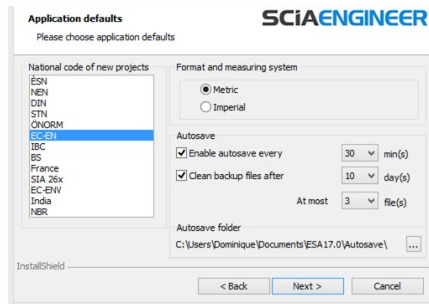 Application defaults
SCiAENGINEER
Please choose application defaults
National code of new projects
Format and measuring system
ÈSN
NEN
DIN
STN
ÖNORM
EC-EN
IBC
BS
France
SIA 26x
EC-ENV
India
NBR
Metric
Imperial
Autosave
Enable autosave every 30 min(s)
Clean backup files after 10 day(s)
At most 3 file(s)
Autosave folder
C:\Users\Dominique\Documents\ESA17.0\Autosave\ ...
InstallShield
< Back Next > Cancel